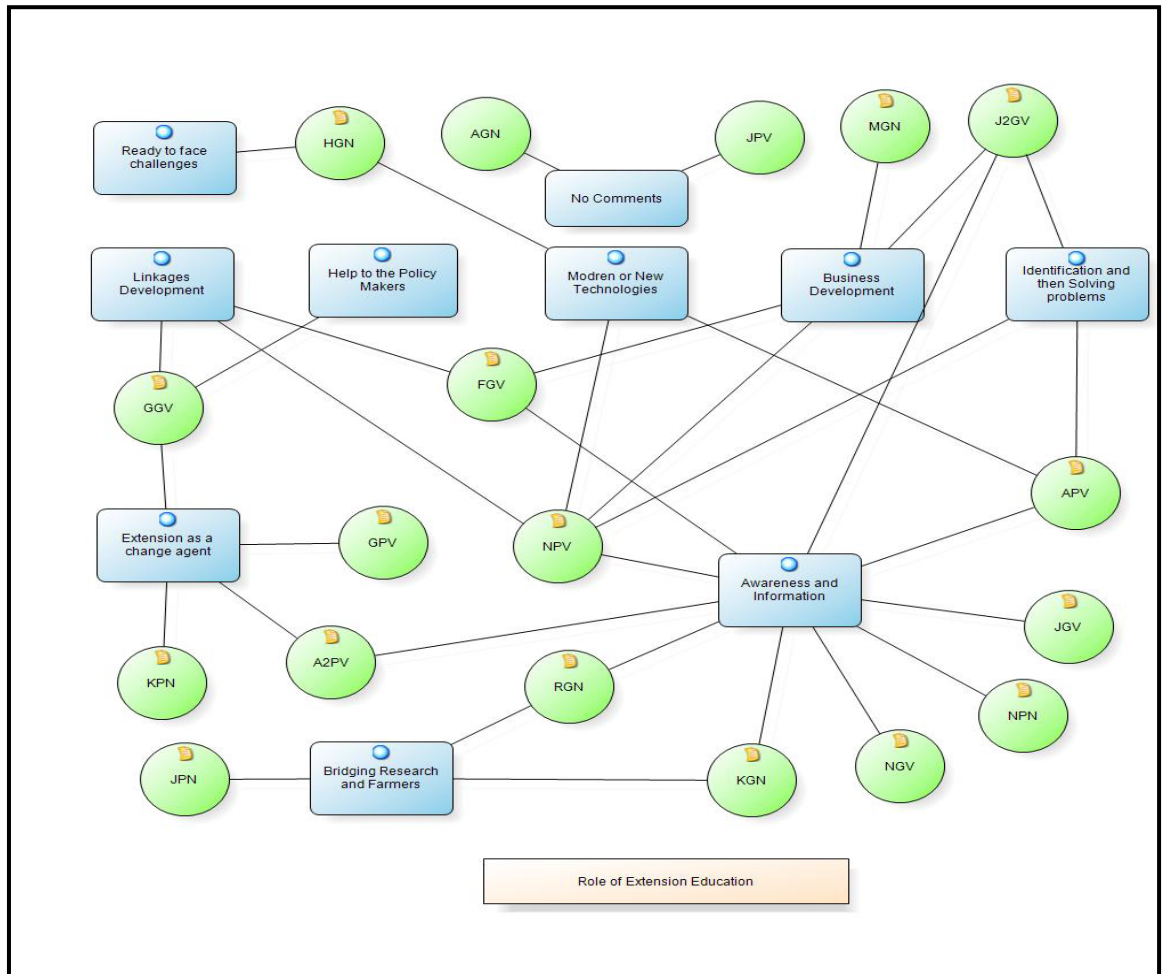 AGN
JPV
MGN
J2GV
HGN
Ready to face
challenges
No Comments
Linkages
Development
Help to the Policy
Makers
Modren or New
Technologies
Business
Development
Identification and
then Solving
problems
FGV
GGV
APV
Extension as a
change agent
GPV
NPV
Awareness and
Information
JGV
KPN
A2PV
RGN
NPN
JPN
Bridging Research
and Farmers
KGN
NGV
Role of Extension Education